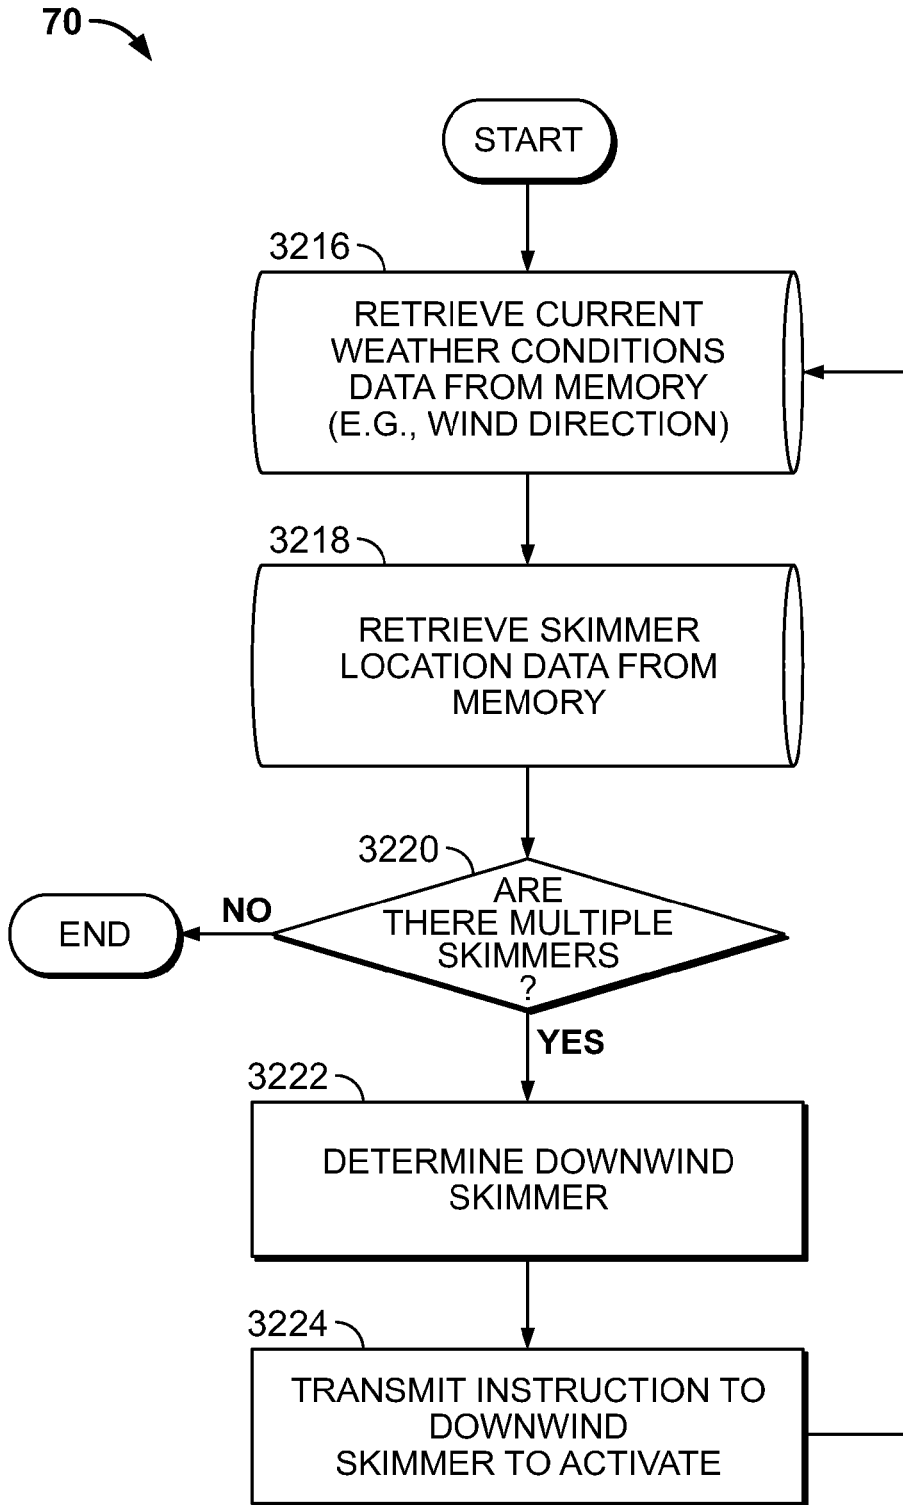 70
START
3216
RETRIEVE CURRENT
WEATHER CONDITIONS
DATA FROM MEMORY
(E.G., WIND DIRECTION)
3218
RETRIEVE SKIMMER
LOCATION DATA FROM
MEMORY
3220
ARE
THERE MULTIPLE
SKIMMERS
?
NO
END
YES
3222
DETERMINE DOWNWIND
SKIMMER
3224
TRANSMIT INSTRUCTION TO
DOWNWIND
SKIMMER TO ACTIVATE